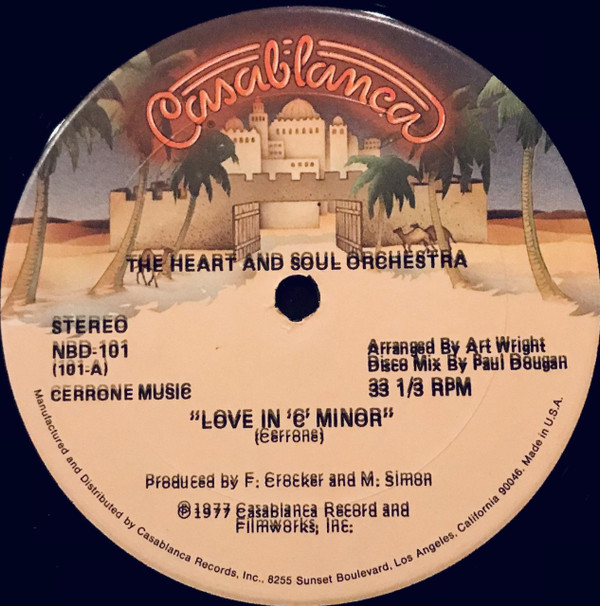 Casablanca
THE HEART AND SOUL ORCHESTRA
STEREO
NBD-101
(101-A)
CERRONE MUSIC
Arranged By Art Wright
Disco Mix By Paul Dougan
33 1/3 RPM
"LOVE IN 'C' MINOR"
(Cerrone)
Produced by F. Crocker and M. Simon
℗1977 Casablanca Record and
Filmworks, Inc.
Manufactured and Distributed by Casablanca Records, Inc., 8255 Sunset Boulevard, Los Angeles, California 90046. Made in U.S.A.